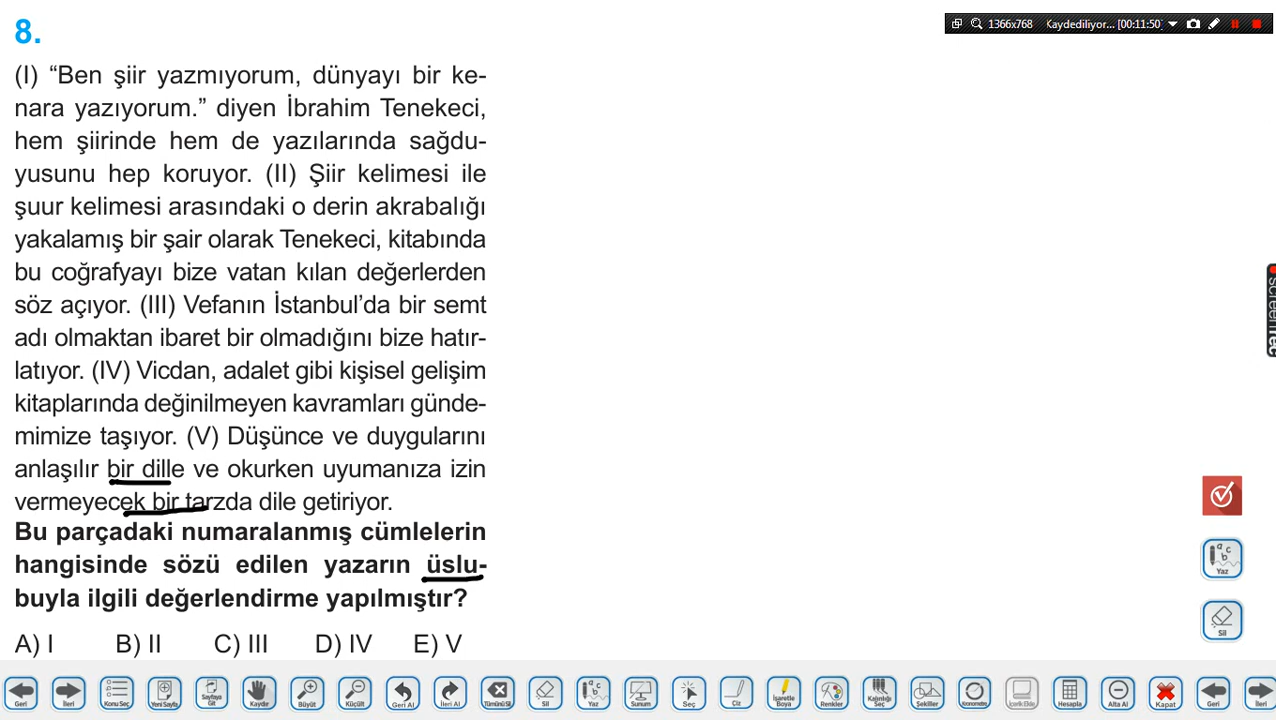 8.
1366x768 Kaydediliyor... [00:11:50]
(I) “Ben şiir yazmıyorum, dünyayı bir ke-
nara yazıyorum.” diyen İbrahim Tenekeci,
hem şiirinde hem de yazılarında sağdu-
yusunu hep koruyor. (II) Şiir kelimesi ile
şuur kelimesi arasındaki o derin akrabalığı
yakalamış bir şair olarak Tenekeci, kitabında
bu coğrafyayı bize vatan kılan değerlerden
söz açıyor. (III) Vefanın İstanbul’da bir semt
adı olmaktan ibaret bir olmadığını bize hatır-
latıyor. (IV) Vicdan, adalet gibi kişisel gelişim
kitaplarında değinilmeyen kavramları günde-
mimize taşıyor. (V) Düşünce ve duygularını
anlaşılır bir dille ve okurken uyumanıza izin
vermeyecek bir tarzda dile getiriyor.
Bu parçadaki numaralanmış cümlelerin
hangisinde sözü edilen yazarın üslu-
buyla ilgili değerlendirme yapılmıştır?
A) I B) II C) III D) IV E) V
Yaz
Sil
Geri İleri Konu Seç Yeni Sayfa Sayfaya Git Kaydır Büyüt Küçült Geri Al İleri Al Tümünü Sil Sil Yaz Sunum Seç Çiz İşaretle Boya Renkler Kalınlığı Seç Şekiller Kronometre İçerik Ekle Hesapla Alta Al Kapat Geri İleri